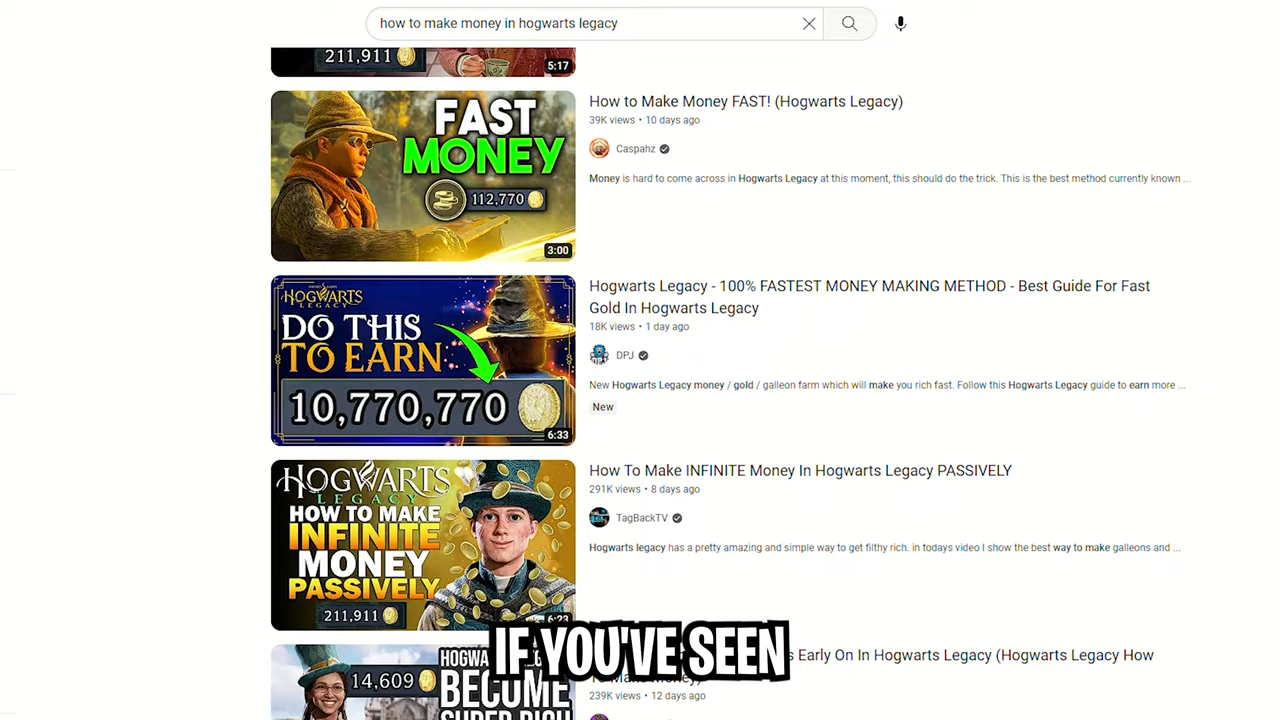 how to make money in hogwarts legacy
211,911
5:17
FAST
MONEY
112,770
3:00
How to Make Money FAST! (Hogwarts Legacy)
39K views • 10 days ago
Caspahz
Money is hard to come across in Hogwarts Legacy at this moment, this should do the trick. This is the best method currently known ...
HOGWARTS
LEGACY
DO THIS
TO EARN
10,770,770
6:33
Hogwarts Legacy - 100% FASTEST MONEY MAKING METHOD - Best Guide For Fast
Gold In Hogwarts Legacy
18K views • 1 day ago
DPJ
New Hogwarts Legacy money / gold / galleon farm which will make you rich fast. Follow this Hogwarts Legacy guide to earn more ...
New
HOGWARTS
LEGACY
HOW TO MAKE
INFINITE
MONEY
PASSIVELY
211,911
6:23
How To Make INFINITE Money In Hogwarts Legacy PASSIVELY
291K views • 8 days ago
TagBackTV
Hogwarts legacy has a pretty amazing and simple way to get filthy rich. in todays video I show the best way to make galleons and ...
IF YOU'VE SEEN
14,609
BECOME
SUPER RICH
Early On In Hogwarts Legacy (Hogwarts Legacy How
239K views • 12 days ago